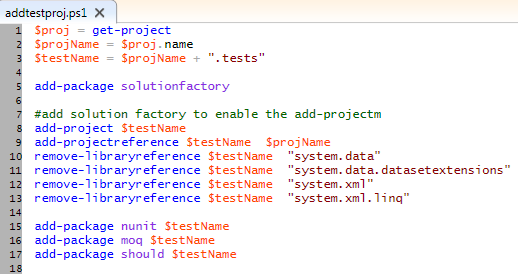 addtestproj.ps1 X
1 $proj = get-project
2 $projName = $proj.name
3 $testName = $projName + ".tests"
4
5 add-package solutionfactory
6
7 #add solution factory to enable the add-projectm
8 add-project $testName
9 add-projectreference $testName  $projName
10 remove-libraryreference $testName  "system.data"
11 remove-libraryreference $testName  "system.data.datasetextensions"
12 remove-libraryreference $testName  "system.xml"
13 remove-libraryreference $testName  "system.xml.linq"
14
15 add-package nunit $testName
16 add-package moq $testName
17 add-package should $testName
18